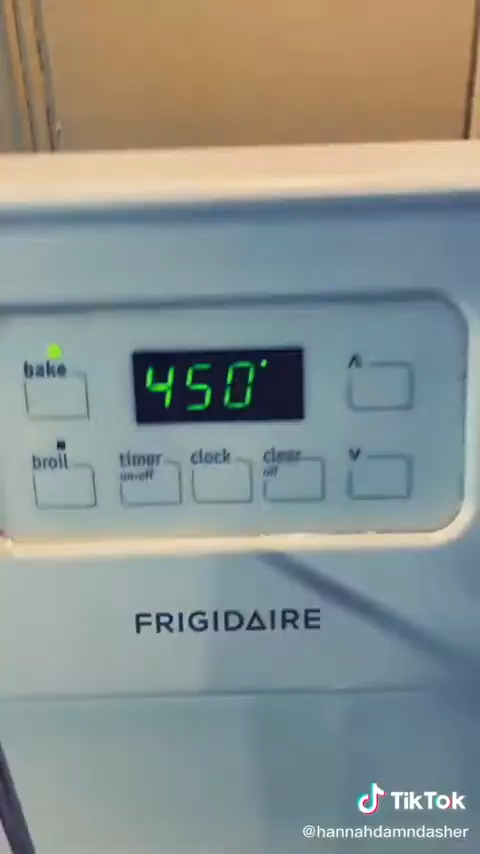 bake
450°
^
broil
timer
on-off
clock
clear
off
v
FRIGIDAIRE
TikTok
@hannahdamndasher